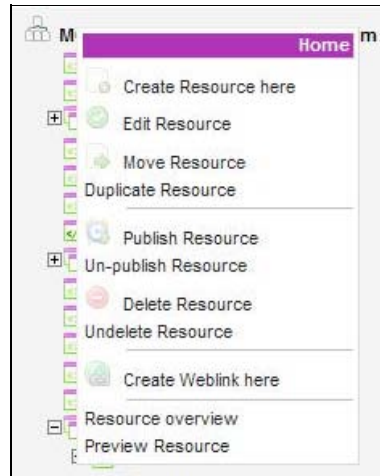 M
m
Home
Create Resource here
Edit Resource
Move Resource
Duplicate Resource
Publish Resource
Un-publish Resource
Delete Resource
Undelete Resource
Create Weblink here
Resource overview
Preview Resource